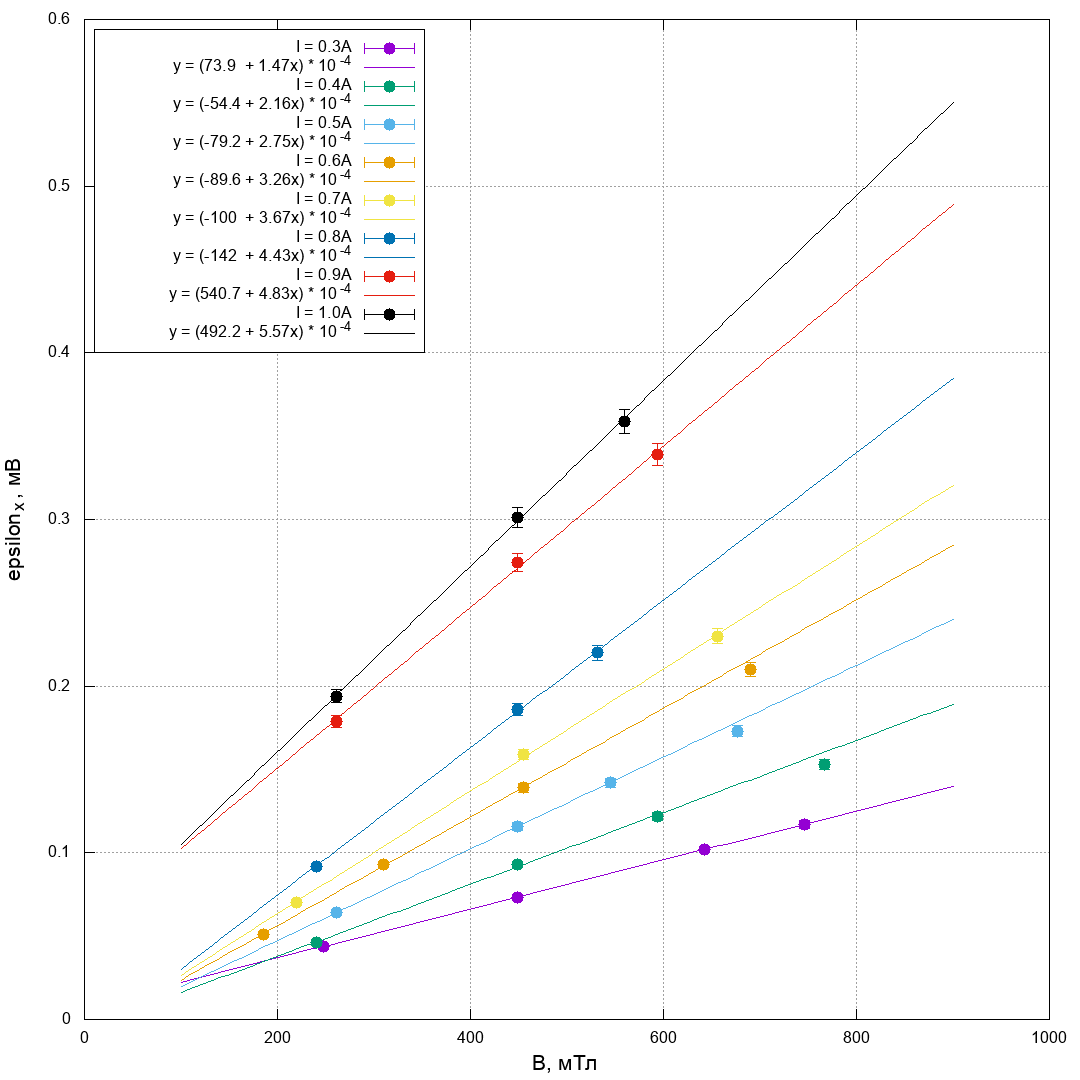 0.6
I = 0.3A
y = (73.9 + 1.47x) * 10⁻⁴
I = 0.4A
y = (-54.4 + 2.16x) * 10⁻⁴
I = 0.5A
y = (-79.2 + 2.75x) * 10⁻⁴
I = 0.6A
y = (-89.6 + 3.26x) * 10⁻⁴
I = 0.7A
y = (-100 + 3.67x) * 10⁻⁴
I = 0.8A
y = (-142 + 4.43x) * 10⁻⁴
I = 0.9A
y = (540.7 + 4.83x) * 10⁻⁴
I = 1.0A
y = (492.2 + 5.57x) * 10⁻⁴
0.5
0.4
0.3
0.2
0.1
0
epsilonₓ, мВ
0 200 400 600 800 1000
В, мТл